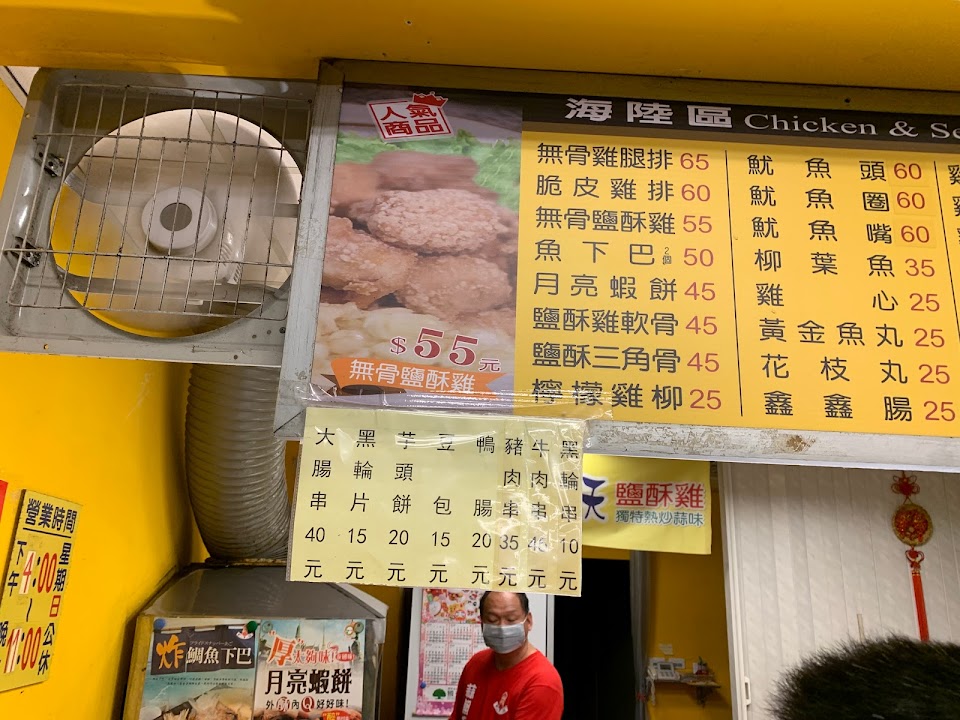 人氣
商品
$55元
無骨鹽酥雞
海陸區 Chicken & Se
無骨雞腿排 65
脆皮雞排 60
無骨鹽酥雞 55
魚下巴 2個 50
月亮蝦餅 45
鹽酥雞軟骨 45
鹽酥三角骨 45
檸檬雞柳 25
魷魚頭 60
魷魚圈 60
魷魚嘴 60
柳葉魚 35
雞心 25
黃金魚丸 25
花枝丸 25
鑫鑫腸 25
大腸串 40元
黑輪片 15元
芋頭餅 20元
豆包 15元
鴨腸 20元
豬肉串 35元
牛肉串 4元
黑輪串 10元
鹽酥雞
獨特熱炒蒜味
營業時間
下午4:00
~
晚11:00
星期日公休
炸鯛魚下巴
厚
月亮蝦餅
外酥內Q好好味!